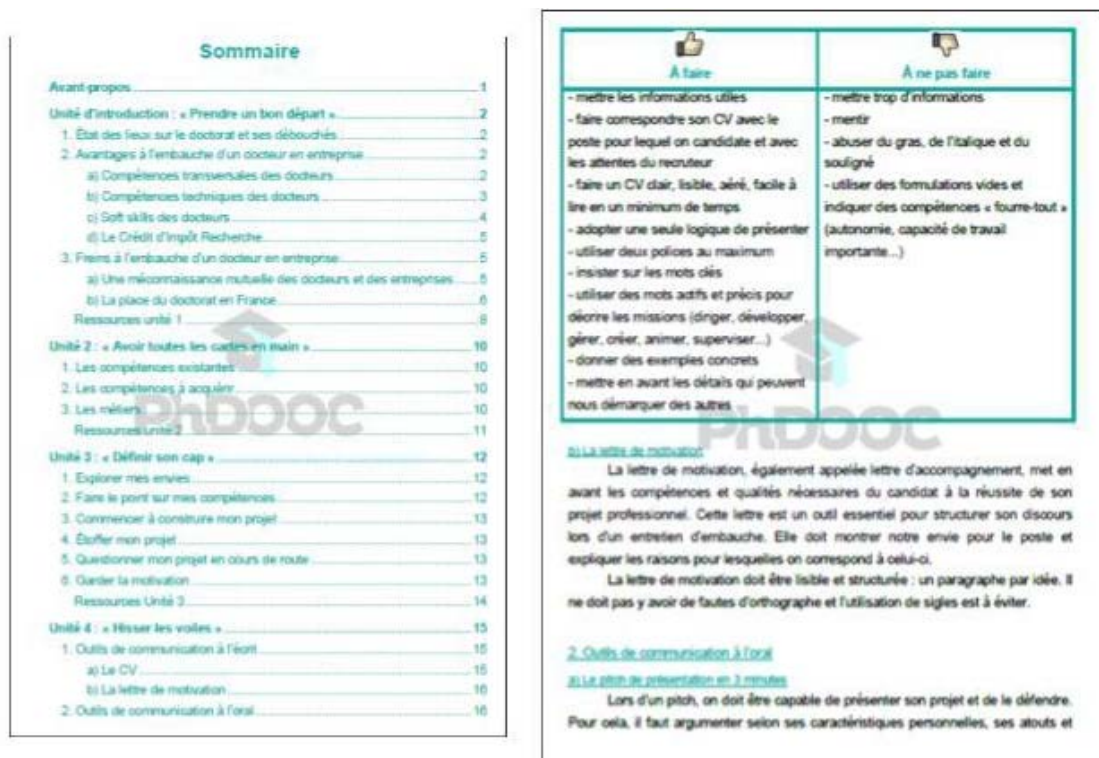 Sommaire
Avant-propos 1
Unité d'introduction : « Prendre un bon départ » 2
1. État des lieux sur le doctorat et ses débouchés 2
2. Avantages à l'embauche d'un docteur en entreprise 2
a) Compétences transversales des docteurs 2
b) Compétences techniques des docteurs 3
c) Soft skills des docteurs 4
d) Le Crédit d'Impôt Recherche 5
3. Freins à l'embauche d'un docteur en entreprise 5
a) Une méconnaissance mutuelle des docteurs et des entreprises 5
b) La place du doctorat en France 6
Ressources unité 1 8
Unité 2 : « Avoir toutes les cartes en main » 10
1. Les compétences existantes 10
2. Les compétences à acquérir 10
3. Les métiers 10
Ressources unité 2 11
Unité 3 : « Définir son cap » 12
1. Explorer mes envies 12
2. Faire le point sur mes compétences 12
3. Commencer à construire mon projet 13
4. Étoffer mon projet 13
5. Questionner mon projet en cours de route 13
6. Garder la motivation 13
Ressources Unité 3 14
Unité 4 : « Hisser les voiles » 15
1. Outils de communication à l'écrit 15
a) Le CV 15
b) La lettre de motivation 16
2. Outils de communication à l'oral 16
PhDOOC
À faire
- mettre les informations utiles
- faire correspondre son CV avec le
poste pour lequel on candidate et avec
les attentes du recruteur
- faire un CV clair, lisible, aéré, facile à
lire en un minimum de temps
- adopter une seule logique de présenter
- utiliser deux polices au maximum
- insister sur les mots clés
- utiliser des mots actifs et précis pour
décrire les missions (diriger, développer,
gérer, créer, animer, superviser...)
- donner des exemples concrets
- mettre en avant les détails qui peuvent
nous démarquer des autres
À ne pas faire
- mettre trop d'informations
- mentir
- abuser du gras, de l'italique et du
souligné
- utiliser des formulations vides et
indiquer des compétences « fourre-tout »
(autonomie, capacité de travail
importante...)
PhDOOC
b) La lettre de motivation
La lettre de motivation, également appelée lettre d'accompagnement, met en
avant les compétences et qualités nécessaires du candidat à la réussite de son
projet professionnel. Cette lettre est un outil essentiel pour structurer son discours
lors d'un entretien d'embauche. Elle doit montrer notre envie pour le poste et
expliquer les raisons pour lesquelles on correspond à celui-ci.
La lettre de motivation doit être lisible et structurée : un paragraphe par idée. Il
ne doit pas y avoir de fautes d'orthographe et l'utilisation de sigles est à éviter.
2. Outils de communication à l'oral
a) Le pitch de présentation en 3 minutes
Lors d'un pitch, on doit être capable de présenter son projet et de le défendre.
Pour cela, il faut argumenter selon ses caractéristiques personnelles, ses atouts et